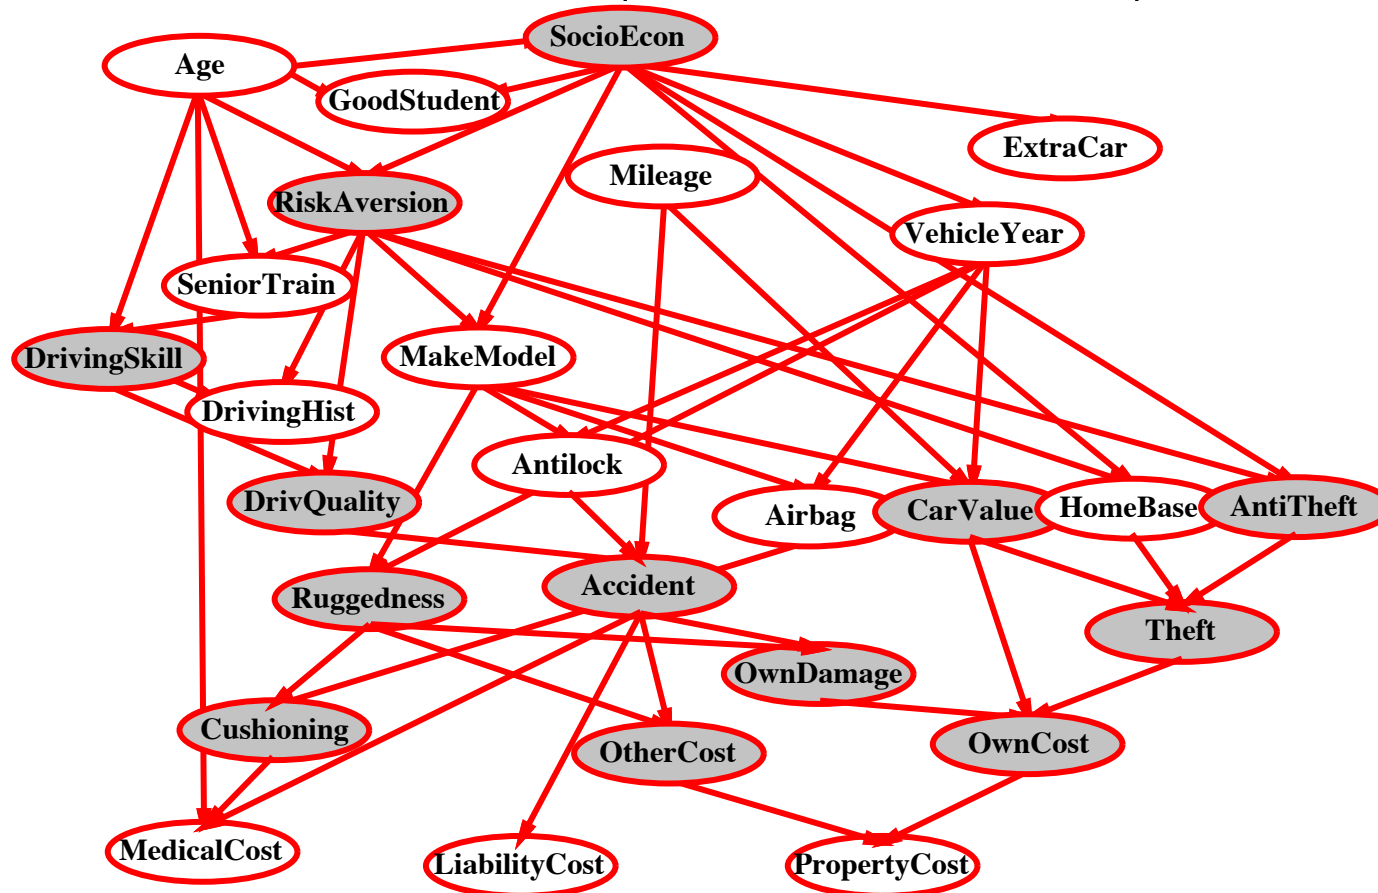 SocioEcon
Age
GoodStudent
ExtraCar
Mileage
RiskAversion
VehicleYear
SeniorTrain
DrivingSkill
MakeModel
DrivingHist
Antilock
DrivQuality
Airbag
CarValue
HomeBase
AntiTheft
Ruggedness
Accident
Theft
OwnDamage
Cushioning
OtherCost
OwnCost
MedicalCost
LiabilityCost
PropertyCost